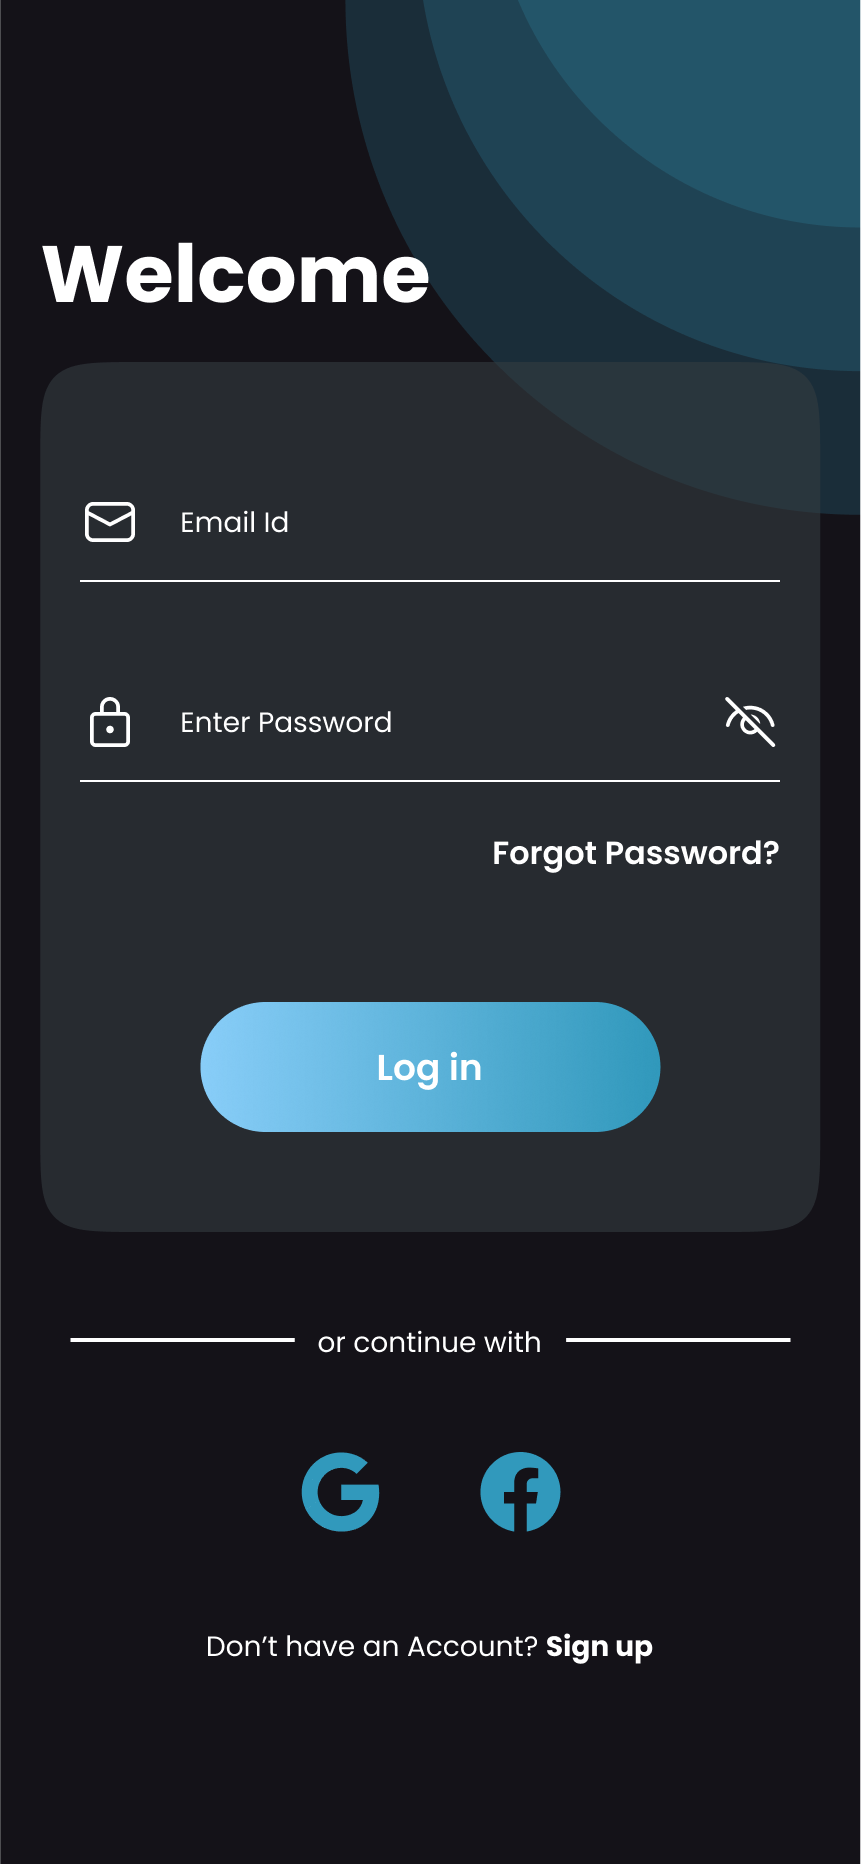 Welcome
Email Id
Enter Password
Forgot Password?
Log in
or continue with
Don’t have an Account? Sign up